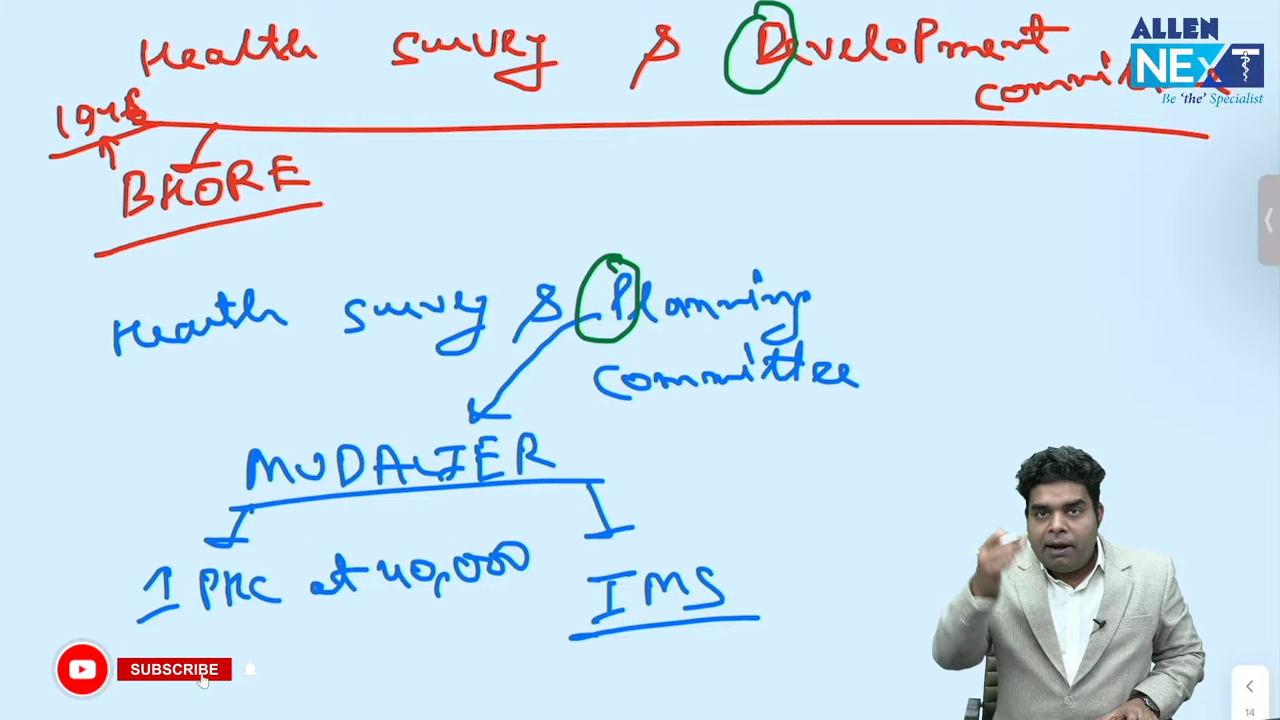 Health survey & Development
committee
1946
BHORE
Health survey & Planning
committee
MUDALIER
1 PHC at 40,000
IMS
ALLEN
NEXT
Be 'the' Specialist
SUBSCRIBE
14